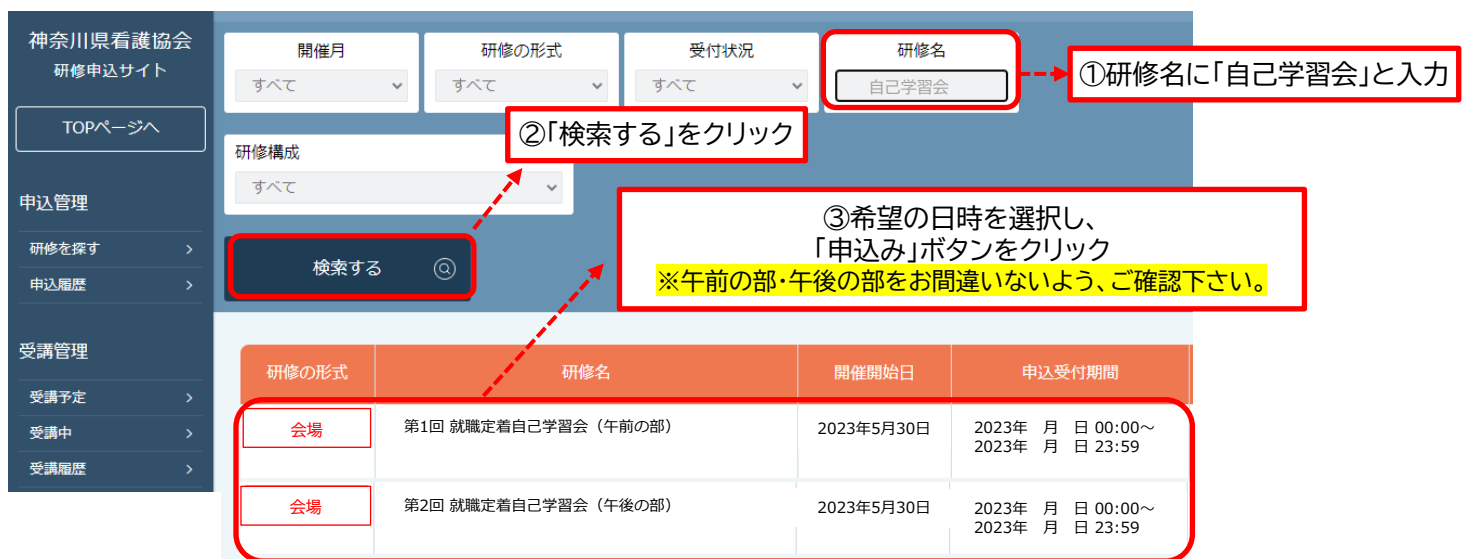 神奈川県看護協会
研修申込サイト
TOPページへ
申込管理
研修を探す
申込履歴
受講管理
受講予定
受講中
受講履歴
開催月
すべて
研修の形式
すべて
受付状況
すべて
研修名
自己学習会
①研修名に「自己学習会」と入力
②「検索する」をクリック
研修構成
すべて
検索する
③希望の日時を選択し、
「申込み」ボタンをクリック
※午前の部・午後の部をお間違いないよう、ご確認下さい。
研修の形式 研修名 開催開始日 申込受付期間
会場 第1回 就職定着自己学習会（午前の部） 2023年5月30日 2023年 月 日 00:00～
2023年 月 日 23:59
会場 第2回 就職定着自己学習会（午後の部） 2023年5月30日 2023年 月 日 00:00～
2023年 月 日 23:59